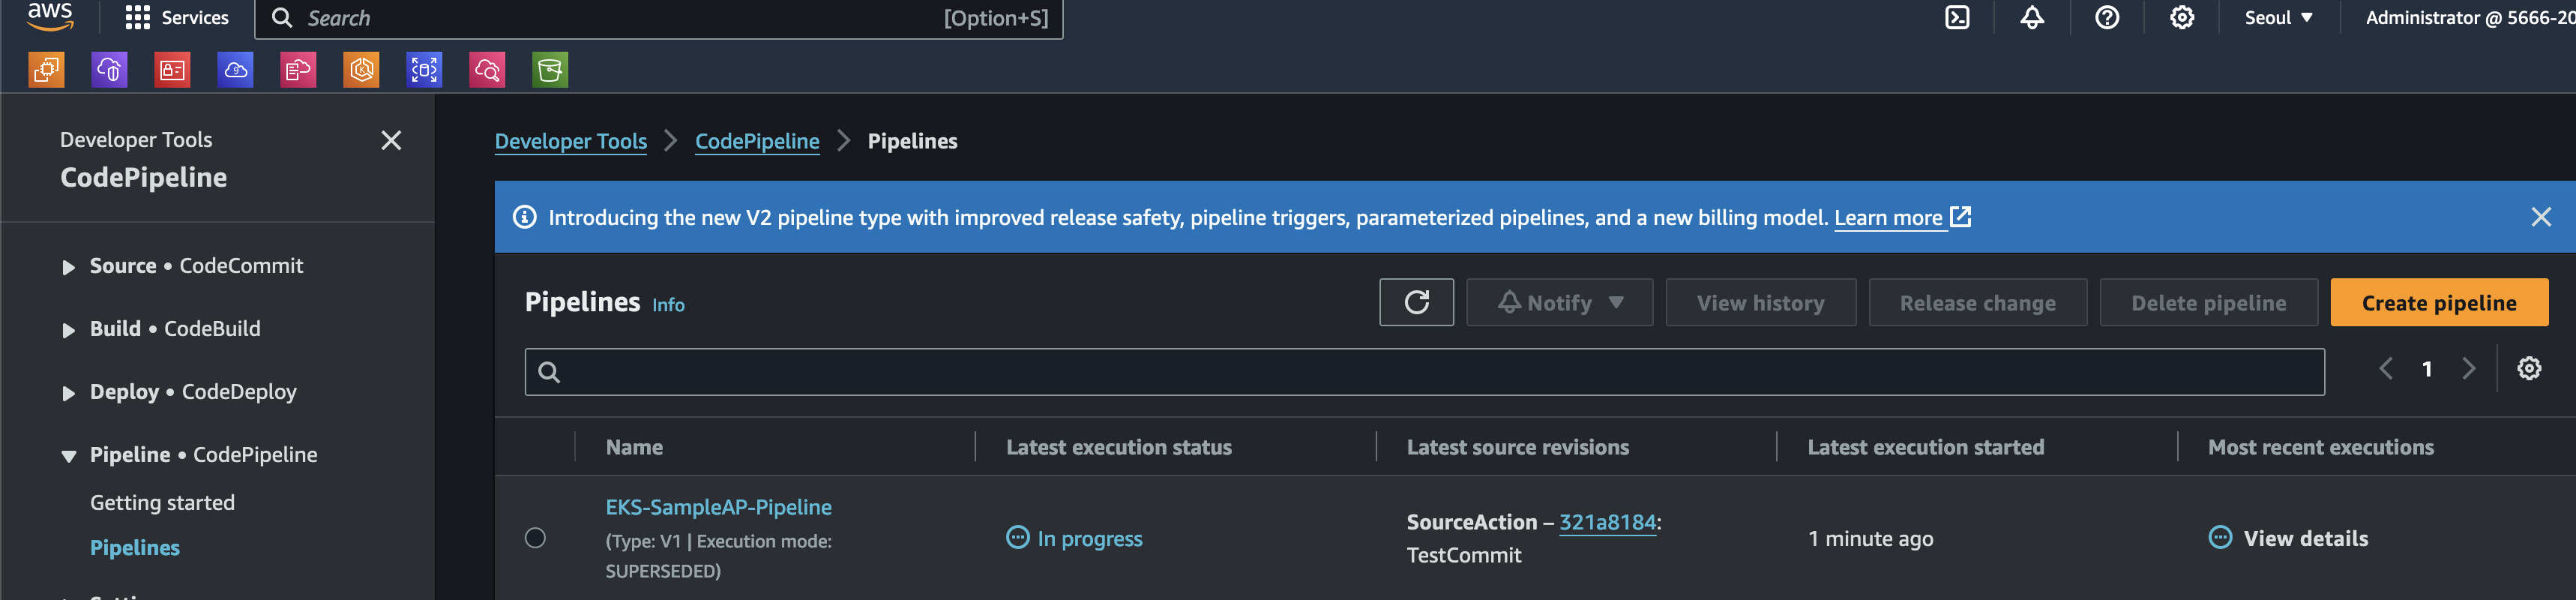 aws
Services
Search
[Option+S]
Seoul
Administrator @ 5666-20
Developer Tools
CodePipeline
Source • CodeCommit
Build • CodeBuild
Deploy • CodeDeploy
Pipeline • CodePipeline
Getting started
Pipelines
Developer Tools
CodePipeline
Pipelines
Introducing the new V2 pipeline type with improved release safety, pipeline triggers, parameterized pipelines, and a new billing model. Learn more
Pipelines Info
Notify
View history
Release change
Delete pipeline
Create pipeline
1
Name
Latest execution status
Latest source revisions
Latest execution started
Most recent executions
EKS-SampleAP-Pipeline
(Type: V1 | Execution mode:
SUPERSEDED)
In progress
SourceAction – 321a8184:
TestCommit
1 minute ago
View details